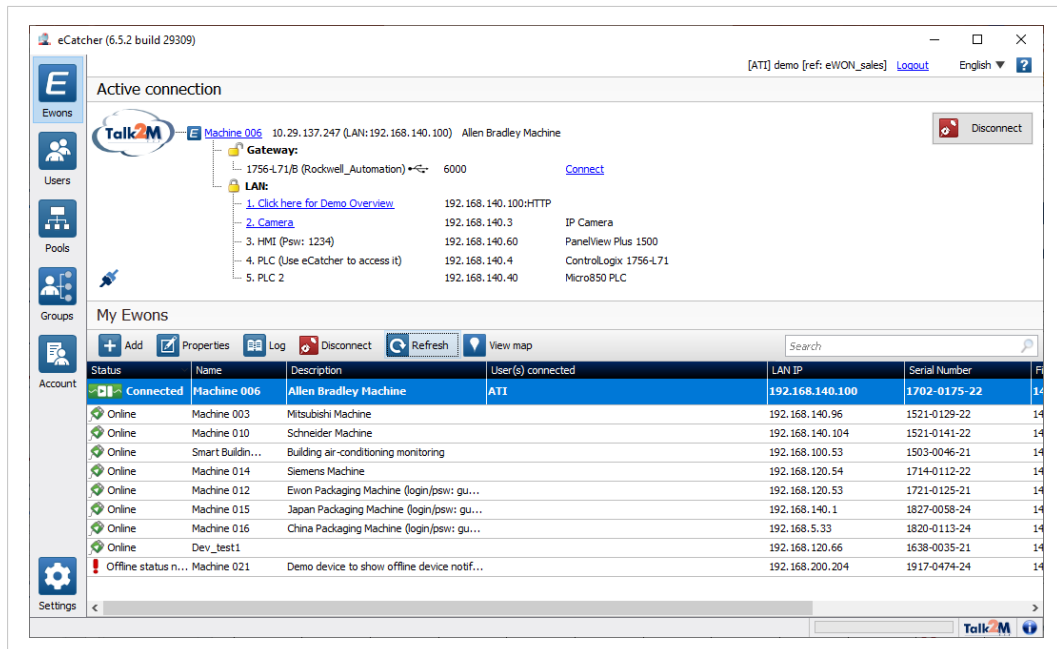 eCatcher (6.5.2 build 29309)
[ATI] demo [ref: eWON_sales] Logout English ?
E
Ewons
Users
Pools
Groups
Account
Settings
Active connection
Talk2M E Machine 006 10.29.137.247 (LAN:192.168.140.100) Allen Bradley Machine Disconnect
Gateway:
1756-L71/B (Rockwell_Automation) 6000 Connect
LAN:
1. Click here for Demo Overview 192.168.140.100:HTTP
2. Camera 192.168.140.3 IP Camera
3. HMI (Psw: 1234) 192.168.140.60 PanelView Plus 1500
4. PLC (Use eCatcher to access it) 192.168.140.4 ControlLogix 1756-L71
5. PLC 2 192.168.140.40 Micro850 PLC
My Ewons
Add Properties Log Disconnect Refresh View map Search
Status Name Description User(s) connected LAN IP Serial Number Fi
Connected Machine 006 Allen Bradley Machine ATI 192.168.140.100 1702-0175-22 14
Online Machine 003 Mitsubishi Machine 192.168.140.96 1521-0129-22 14
Online Machine 010 Schneider Machine 192.168.140.104 1521-0141-22 14
Online Smart Buildin... Building air-conditioning monitoring 192.168.100.53 1503-0046-21 14
Online Machine 014 Siemens Machine 192.168.120.54 1714-0112-22 14
Online Machine 012 Ewon Packaging Machine (login/psw: gu... 192.168.120.53 1721-0125-21 14
Online Machine 015 Japan Packaging Machine (login/psw: gu... 192.168.140.1 1827-0058-24 14
Online Machine 016 China Packaging Machine (login/psw: gu... 192.168.5.33 1820-0113-24 14
Online Dev_test1 192.168.120.66 1638-0035-21 14
Offline status n... Machine 021 Demo device to show offline device notif... 192.168.200.204 1917-0474-24 14
Talk2M